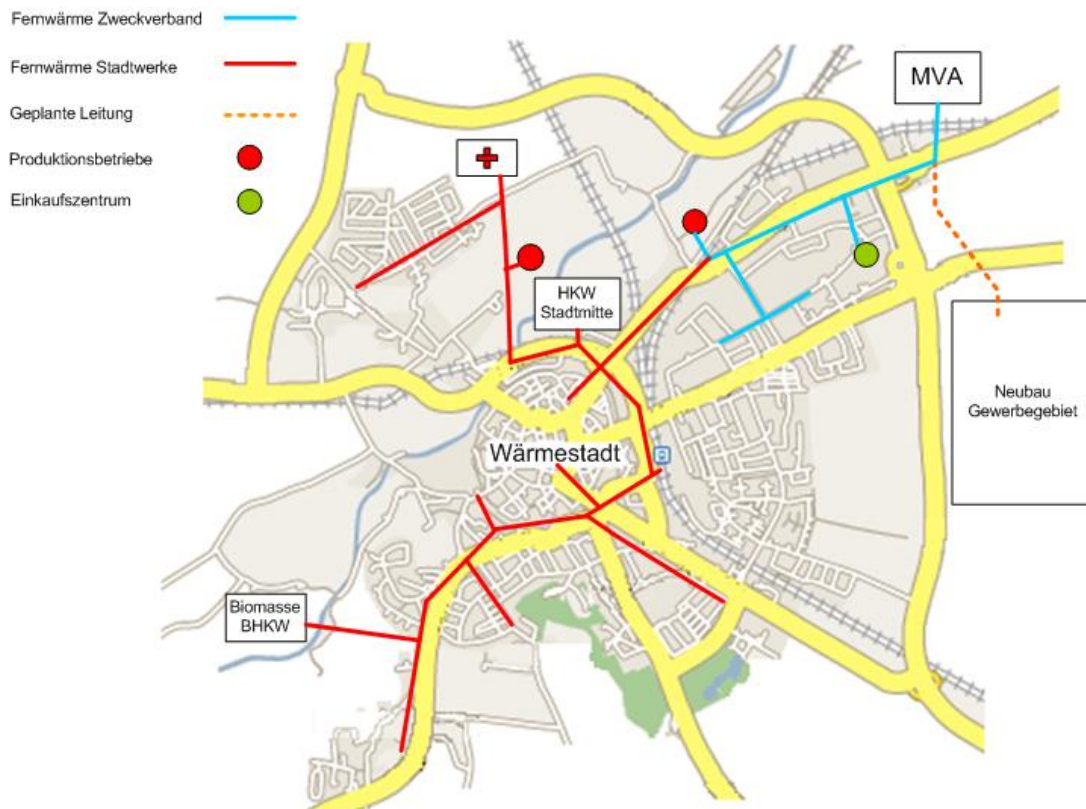 Fernwärme Zweckverband
Fernwärme Stadtwerke
Geplante Leitung
Produktionsbetriebe
Einkaufszentrum
MVA
HKW
Stadtmitte
Neubau
Gewerbegebiet
Wärmestadt
Biomasse
BHKW